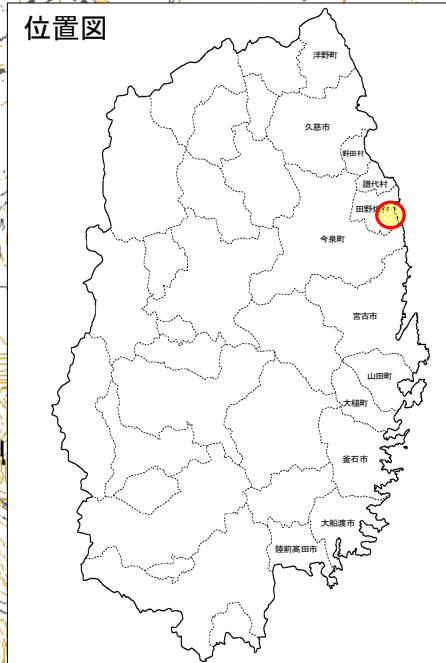 位置図
洋野町
久慈市
野田村
譜代村
田野畑村
今泉町
宮古市
山田町
大槌町
釜石市
大船渡市
陸前高田市